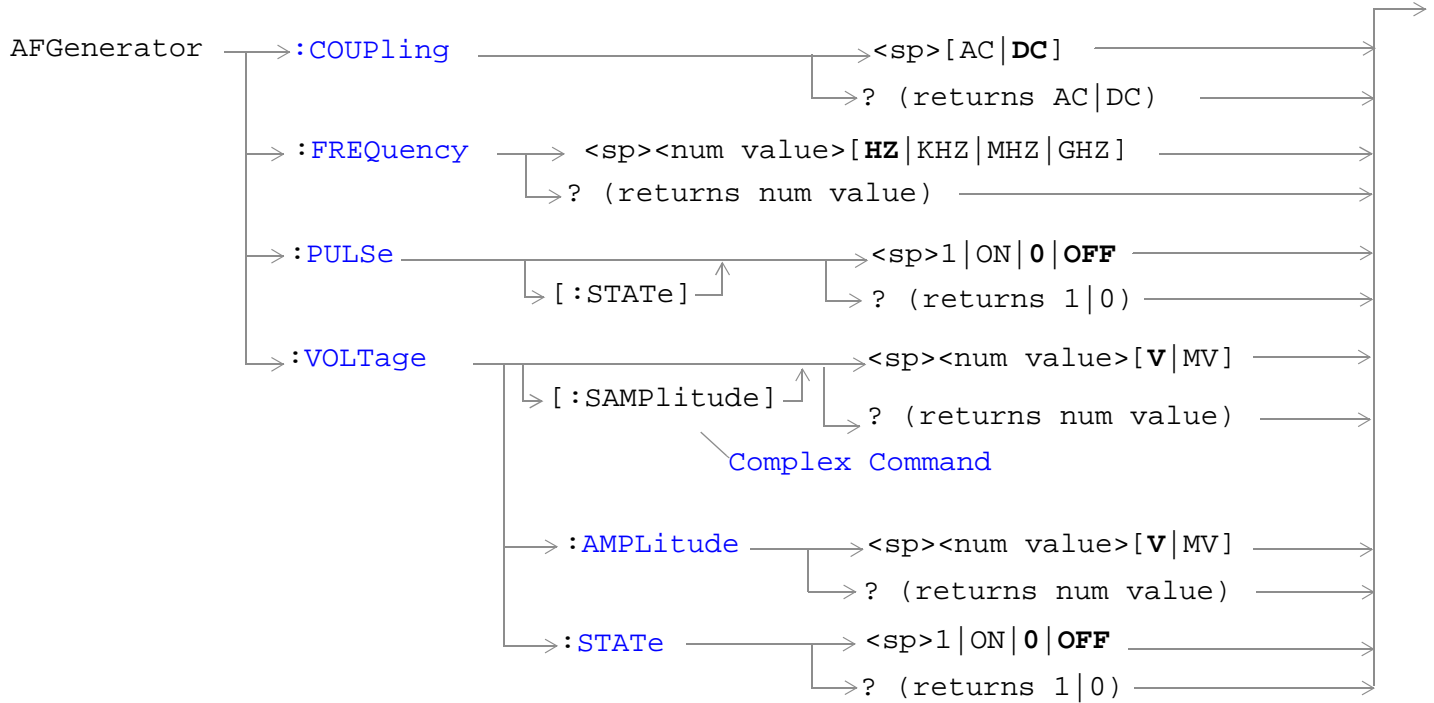 AFGenerator :COUPling <sp>[AC|DC]
? (returns AC|DC)
:FREQuency <sp><num value>[HZ|KHZ|MHZ|GHZ]
? (returns num value)
:PULSe <sp>1|ON|0|OFF
[:STATe] ? (returns 1|0)
:VOLTage <sp><num value>[V|MV]
[:SAMPlitude] ? (returns num value)
Complex Command
:AMPLitude <sp><num value>[V|MV]
? (returns num value)
:STATe <sp>1|ON|0|OFF
? (returns 1|0)